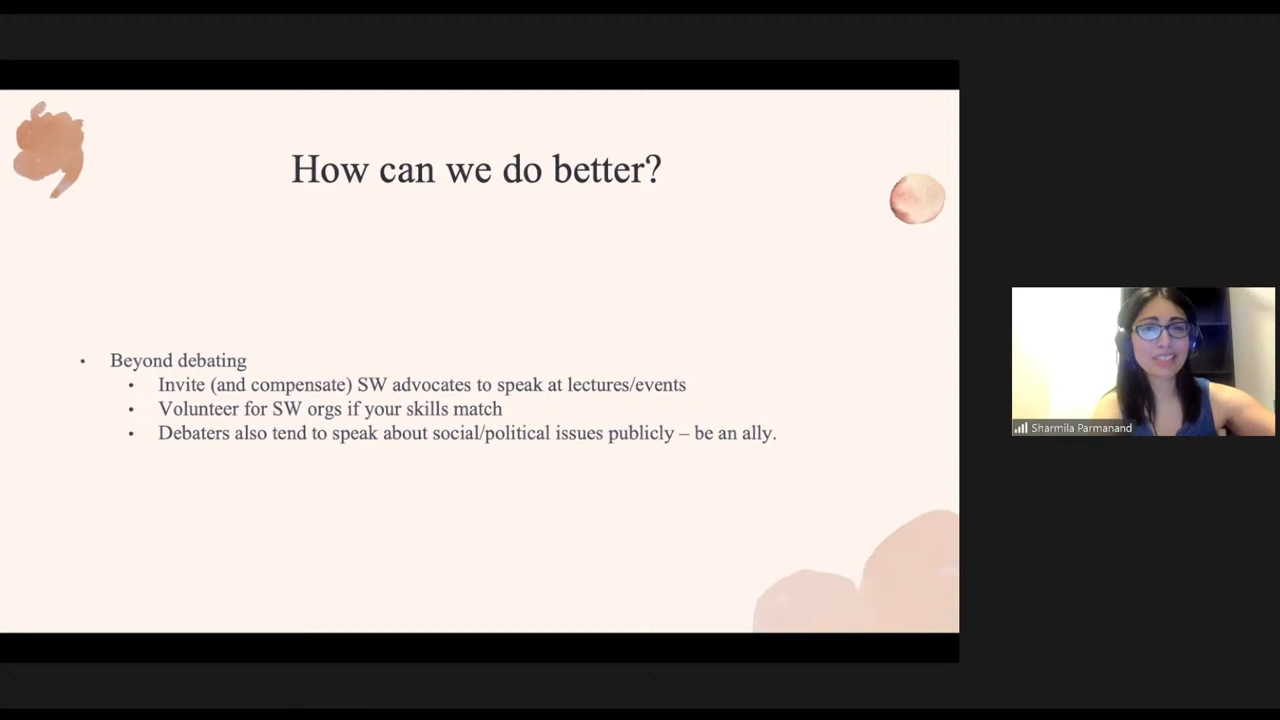 How can we do better?
• Beyond debating
• Invite (and compensate) SW advocates to speak at lectures/events
• Volunteer for SW orgs if your skills match
• Debaters also tend to speak about social/political issues publicly – be an ally.
Sharmila Parmanand